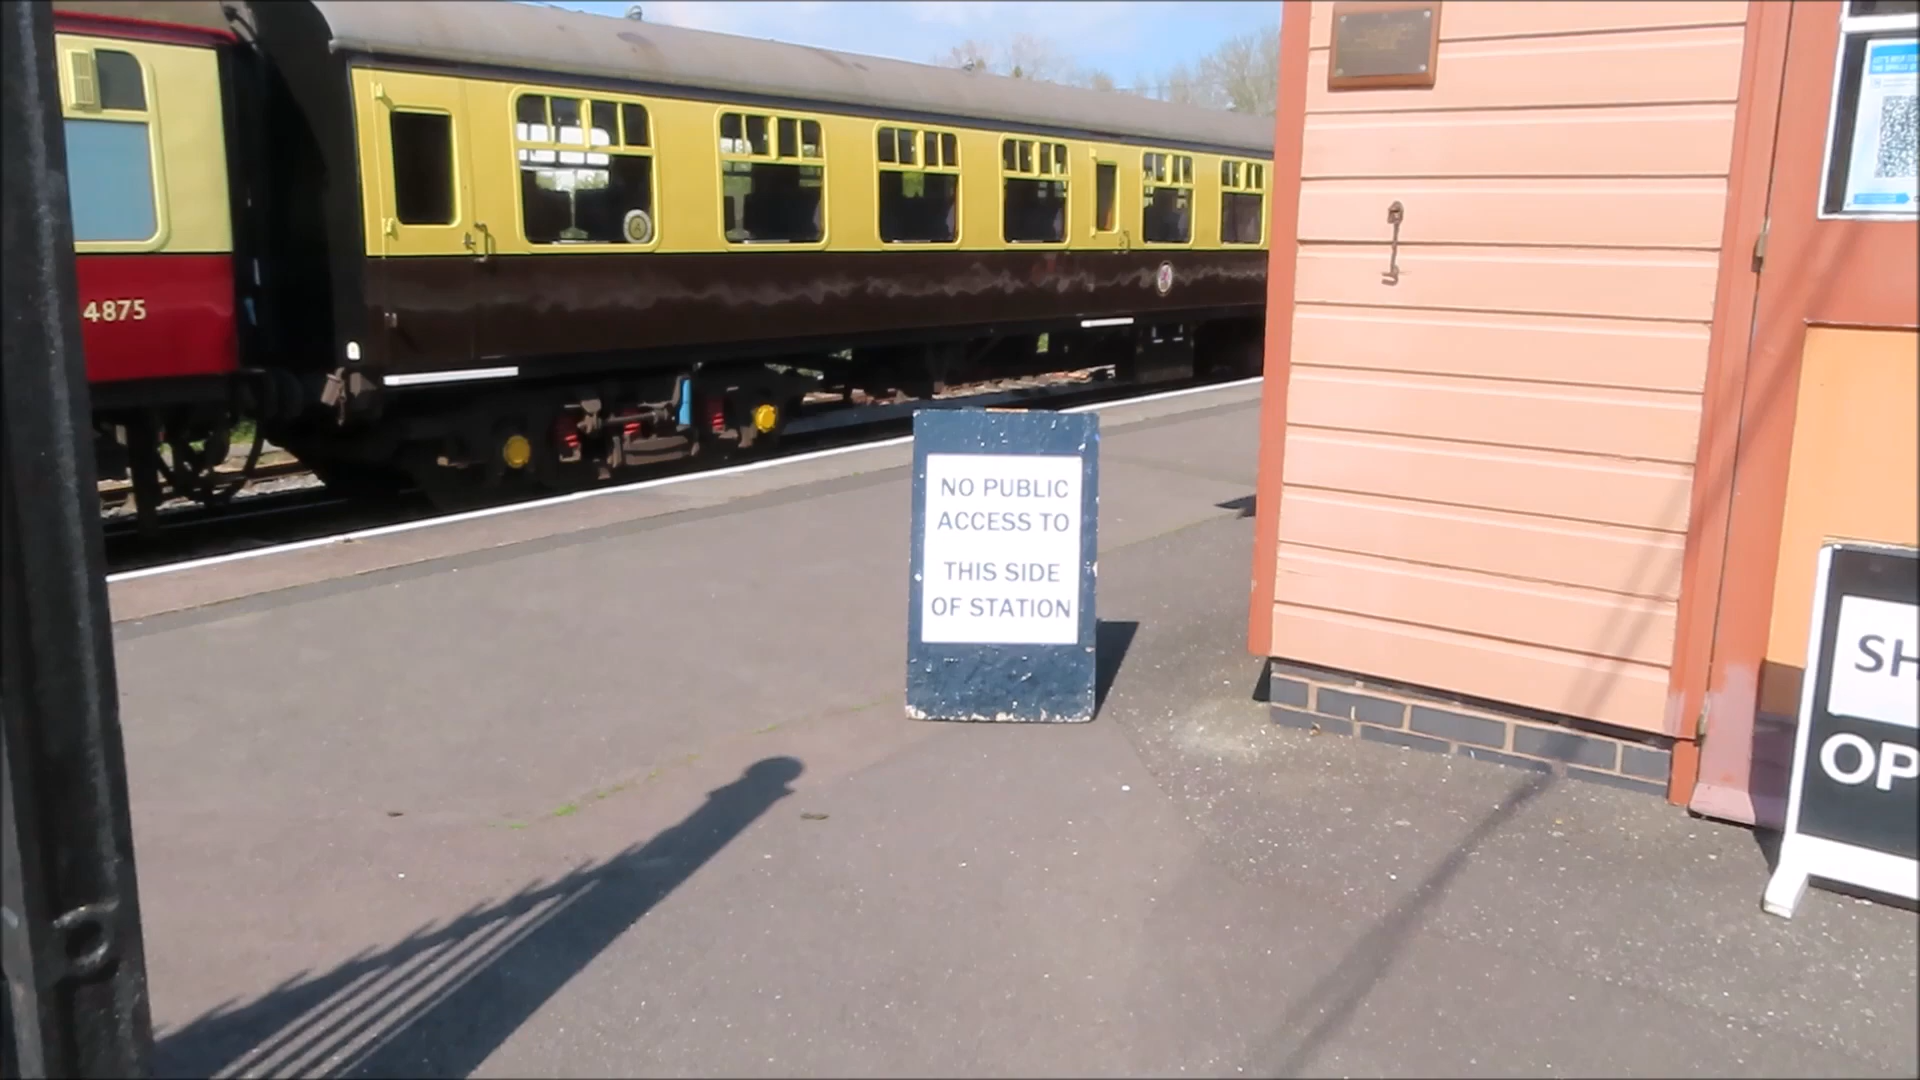 4875
NO PUBLIC
ACCESS TO
THIS SIDE
OF STATION
SH
OP